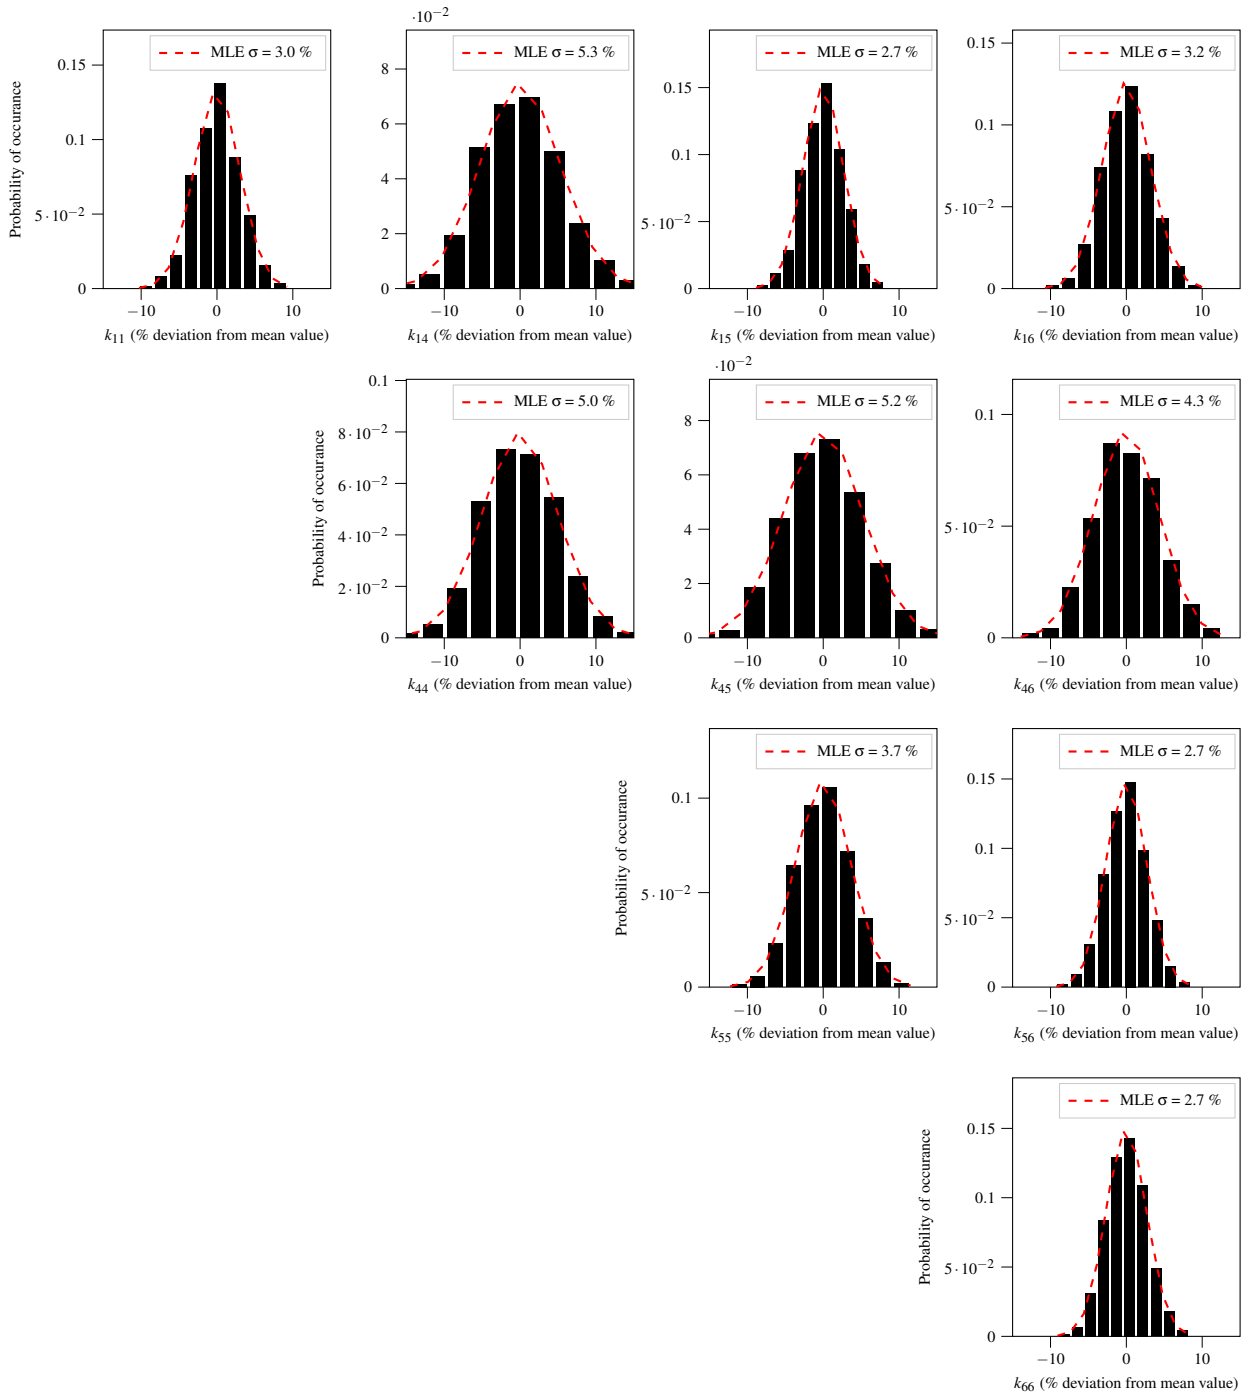 ·10⁻²
MLE σ = 3.0 %
MLE σ = 5.3 %
MLE σ = 2.7 %
MLE σ = 3.2 %
Probability of occurance
0.15
0.1
5·10⁻²
0
8
6
4
2
0
0.15
0.1
5·10⁻²
0
0.15
0.1
5·10⁻²
0
−10 0 10
−10 0 10
−10 0 10
−10 0 10
k₁₁ (% deviation from mean value)
k₁₄ (% deviation from mean value)
k₁₅ (% deviation from mean value)
k₁₆ (% deviation from mean value)
·10⁻²
MLE σ = 5.0 %
MLE σ = 5.2 %
MLE σ = 4.3 %
Probability of occurance
0.1
8·10⁻²
6·10⁻²
4·10⁻²
2·10⁻²
0
8
6
4
2
0
0.1
5·10⁻²
0
−10 0 10
−10 0 10
−10 0 10
k₄₄ (% deviation from mean value)
k₄₅ (% deviation from mean value)
k₄₆ (% deviation from mean value)
MLE σ = 3.7 %
MLE σ = 2.7 %
Probability of occurance
0.1
5·10⁻²
0
0.15
0.1
5·10⁻²
0
−10 0 10
−10 0 10
k₅₅ (% deviation from mean value)
k₅₆ (% deviation from mean value)
MLE σ = 2.7 %
Probability of occurance
0.15
0.1
5·10⁻²
0
−10 0 10
k₆₆ (% deviation from mean value)